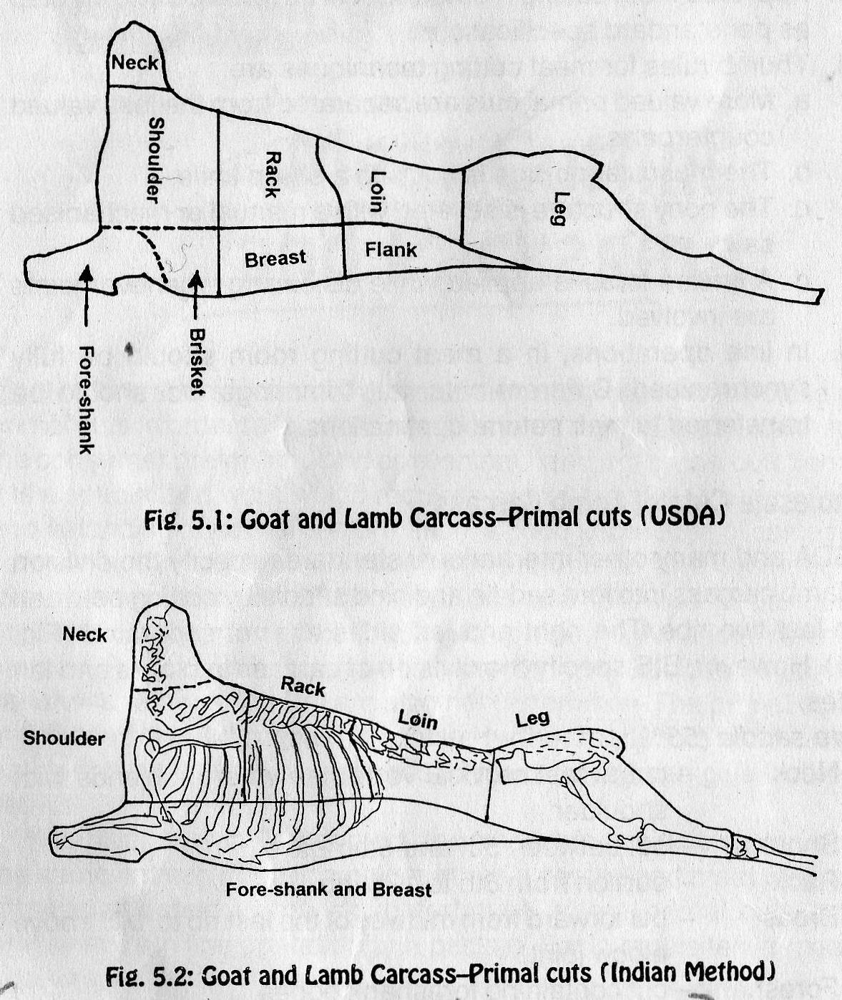 Neck
Shoulder
Rack
Loin
Leg
Breast
Flank
Brisket
Fore-shank
Fig. 5.1: Goat and Lamb Carcass–Primal cuts (USDA)
Neck
Rack
Loin
Leg
Shoulder
Fore-shank and Breast
Fig. 5.2: Goat and Lamb Carcass–Primal cuts (Indian Method)